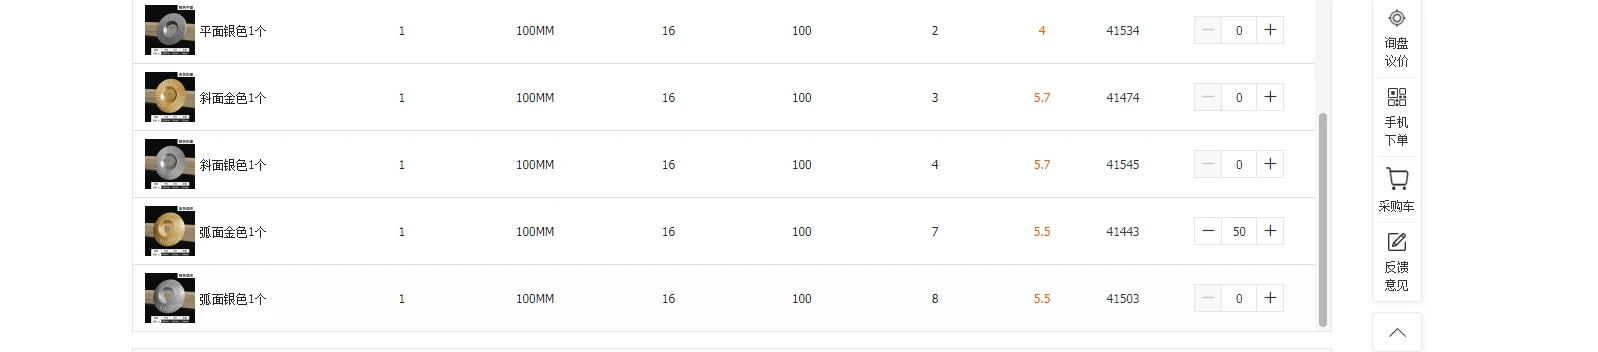 平面银色1个 1 100MM 16 100 2 4 41534 0
斜面金色1个 1 100MM 16 100 3 5.7 41474 0
斜面银色1个 1 100MM 16 100 4 5.7 41545 0
弧面金色1个 1 100MM 16 100 7 5.5 41443 50
弧面银色1个 1 100MM 16 100 8 5.5 41503 0
询盘
议价
手机
下单
采购车
反馈
意见